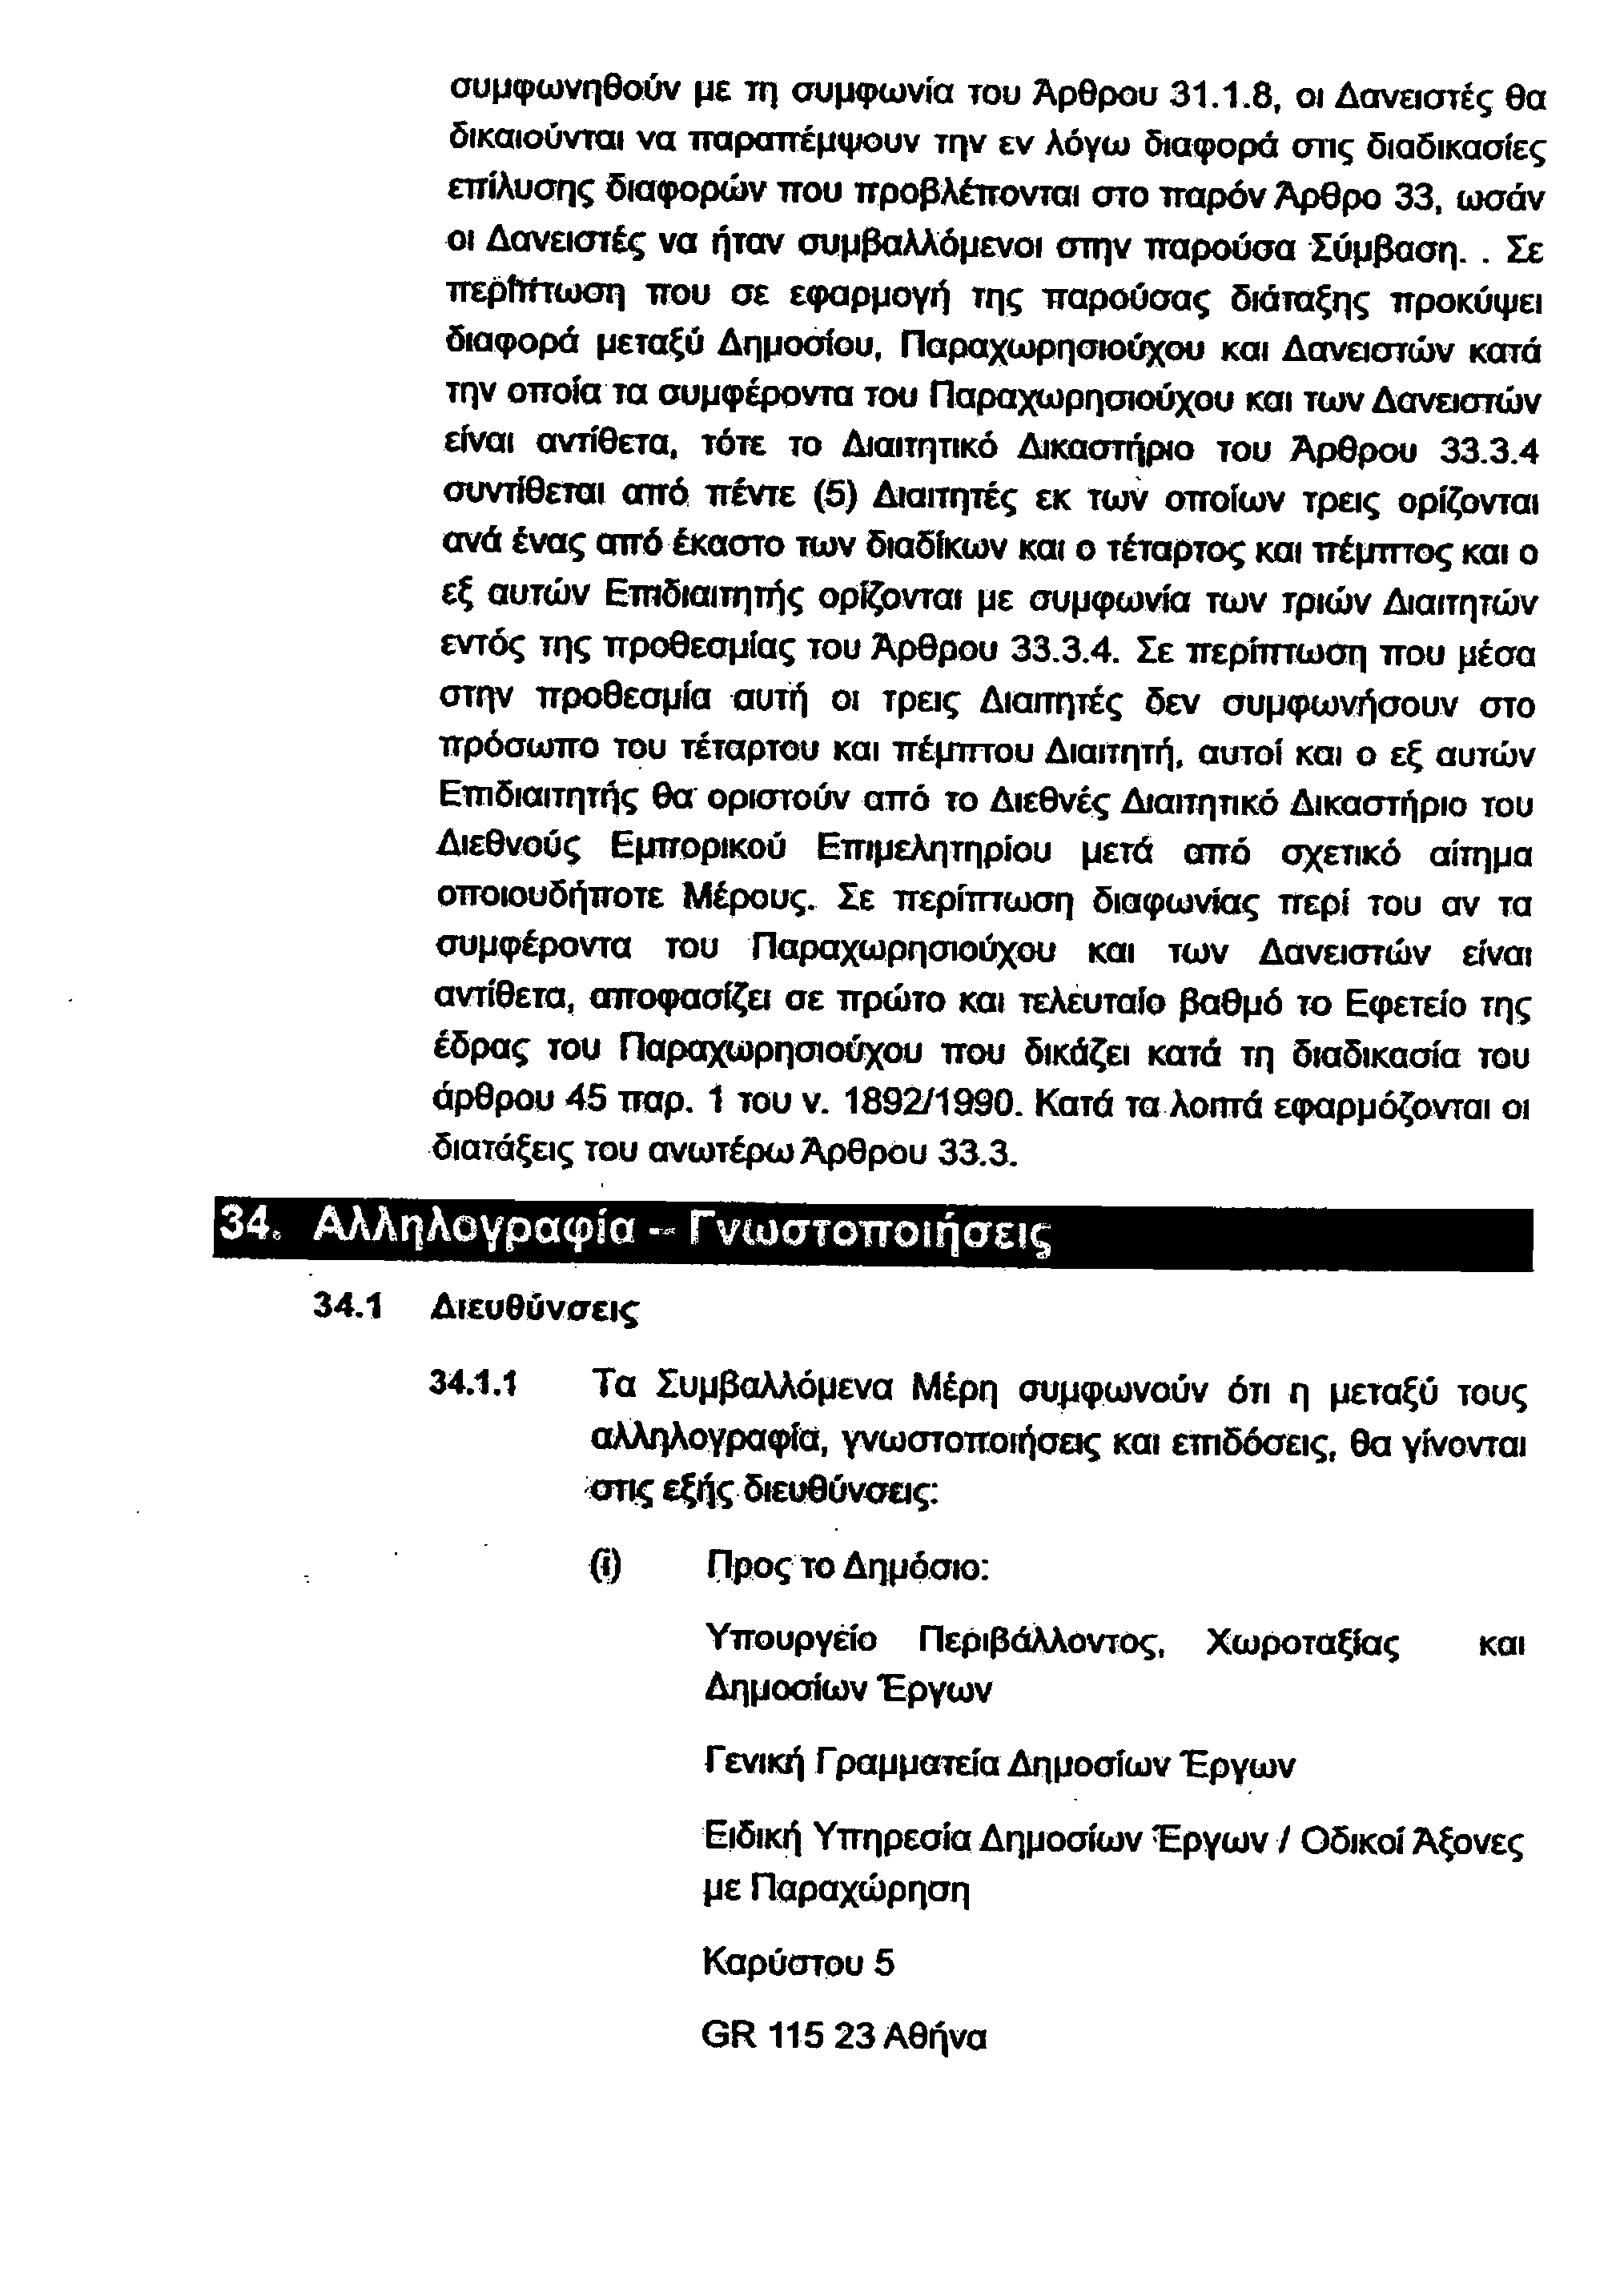 συμφωνηθούν με τη συμφωνία του Άρθρου 31.1.8, οι Δανειστές θα
δικαιούνται να παραπέμψουν την εν λόγω διαφορά στις διαδικασίες
επίλυσης διαφορών που προβλέπονται στο παρόν Άρθρο 33, ωσάν
οι Δανειστές να ήταν συμβαλλόμενοι στην παρούσα Σύμβαση. . Σε
περίπτωση που σε εφαρμογή της παρούσας διάταξης προκύψει
διαφορά μεταξύ Δημοσίου, Παραχωρησιούχου και Δανειστών κατά
την οποία τα συμφέροντα του Παραχωρησιούχου και των Δανειστών
είναι αντίθετα, τότε το Διαιτητικό Δικαστήριο του Άρθρου 33.3.4
συντίθεται από πέντε (5) Διαιτητές εκ των οποίων τρεις ορίζονται
ανά ένας από έκαστο των διαδίκων και ο τέταρτος και πέμπτος και ο
εξ αυτών Επιδιαιτητής ορίζονται με συμφωνία των τριών Διαιτητών
εντός της προθεσμίας του Άρθρου 33.3.4. Σε περίπτωση που μέσα
στην προθεσμία αυτή οι τρεις Διαιτητές δεν συμφωνήσουν στο
πρόσωπο του τέταρτου και πέμπτου Διαιτητή, αυτοί και ο εξ αυτών
Επιδιαιτητής θα οριστούν από το Διεθνές Διαιτητικό Δικαστήριο του
Διεθνούς Εμπορικού Επιμελητηρίου μετά από σχετικό αίτημα
οποιουδήποτε Μέρους. Σε περίπτωση διαφωνίας περί του αν τα
συμφέροντα του Παραχωρησιούχου και των Δανειστών είναι
αντίθετα, αποφασίζει σε πρώτο και τελευταίο βαθμό το Εφετείο της
έδρας του Παραχωρησιούχου που δικάζει κατά τη διαδικασία του
άρθρου 45 παρ. 1 του ν. 1892/1990. Κατά τα λοιπά εφαρμόζονται οι
διατάξεις του ανωτέρω Άρθρου 33.3.
34. Αλληλογραφία – Γνωστοποιήσεις
34.1 Διευθύνσεις
34.1.1 Τα Συμβαλλόμενα Μέρη συμφωνούν ότι η μεταξύ τους
αλληλογραφία, γνωστοποιήσεις και επιδόσεις, θα γίνονται
στις εξής διευθύνσεις:
(i) Προς το Δημόσιο:
Υπουργείο Περιβάλλοντος, Χωροταξίας και
Δημοσίων Έργων
Γενική Γραμματεία Δημοσίων Έργων
Ειδική Υπηρεσία Δημοσίων Έργων / Οδικοί Άξονες
με Παραχώρηση
Καρύστου 5
GR 115 23 Αθήνα